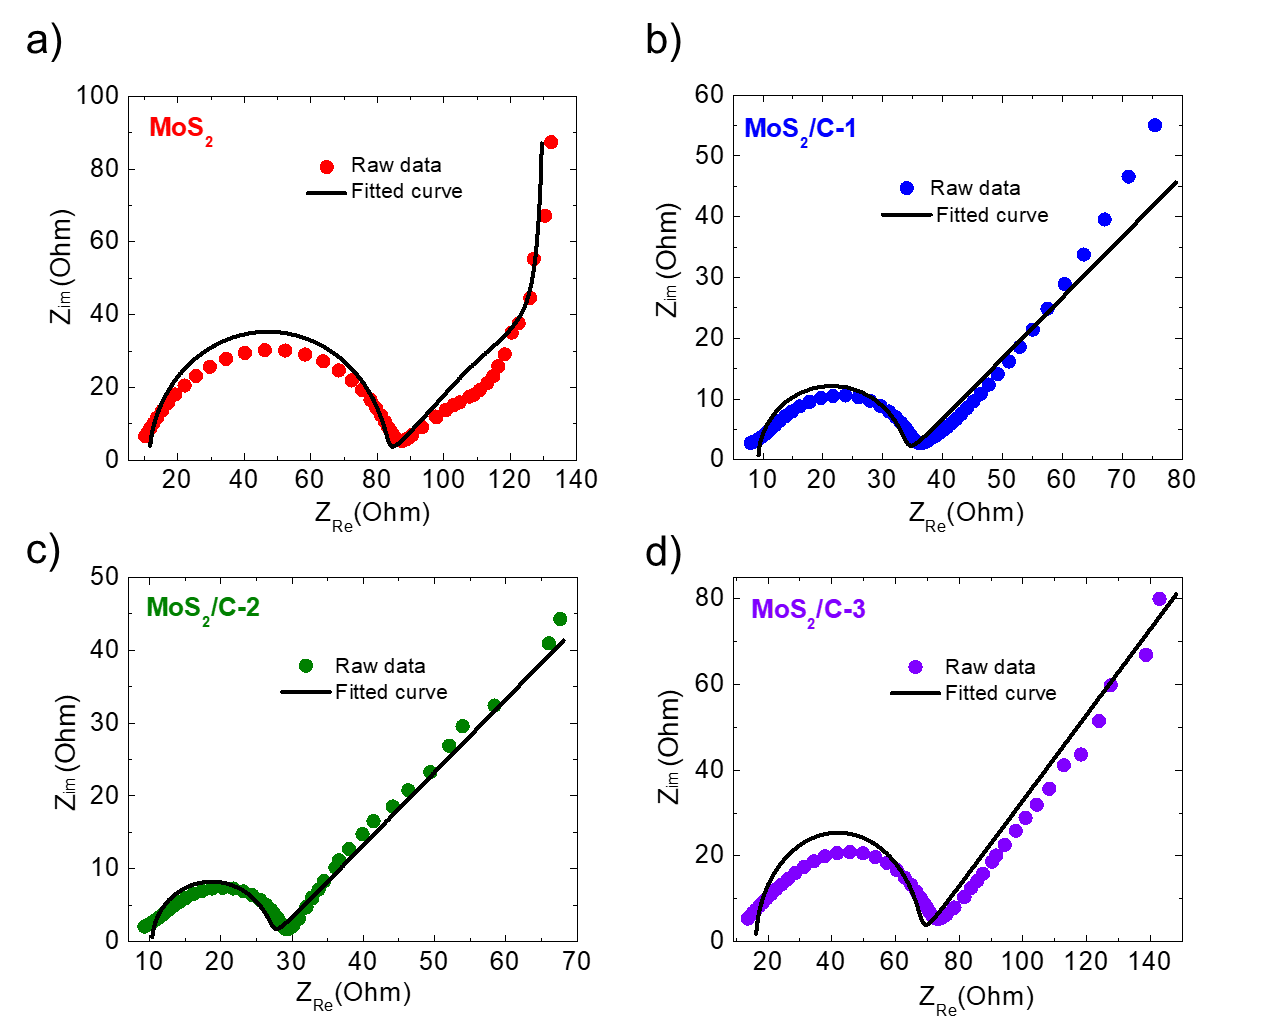 a)
MoS2
Raw data
Fitted curve
100
80
60
40
20
0
Zim (Ohm)
20 40 60 80 100 120 140
ZRe(Ohm)
b)
MoS2/C-1
Raw data
Fitted curve
60
50
40
30
20
10
0
Zim (Ohm)
10 20 30 40 50 60 70 80
ZRe(Ohm)
c)
MoS2/C-2
Raw data
Fitted curve
50
40
30
20
10
0
Zim (Ohm)
10 20 30 40 50 60 70
ZRe(Ohm)
d)
MoS2/C-3
Raw data
Fitted curve
80
60
40
20
0
Zim (Ohm)
20 40 60 80 100 120 140
ZRe(Ohm)